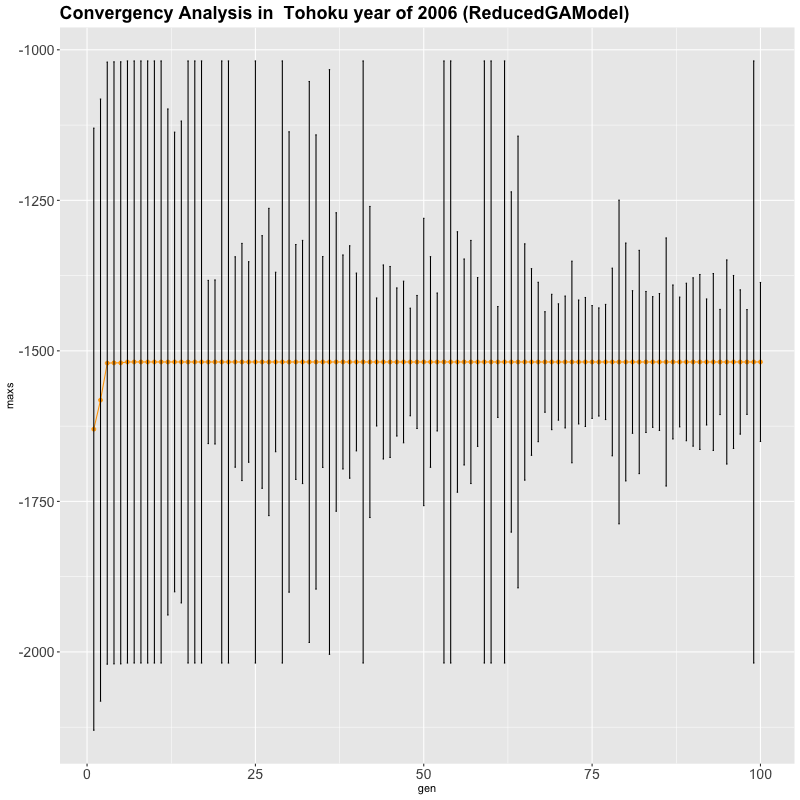 Convergency Analysis in  Tohoku year of 2006 (ReducedGAModel)
-1000
-1250
-1500
-1750
-2000
maxs
0 25 50 75 100
gen